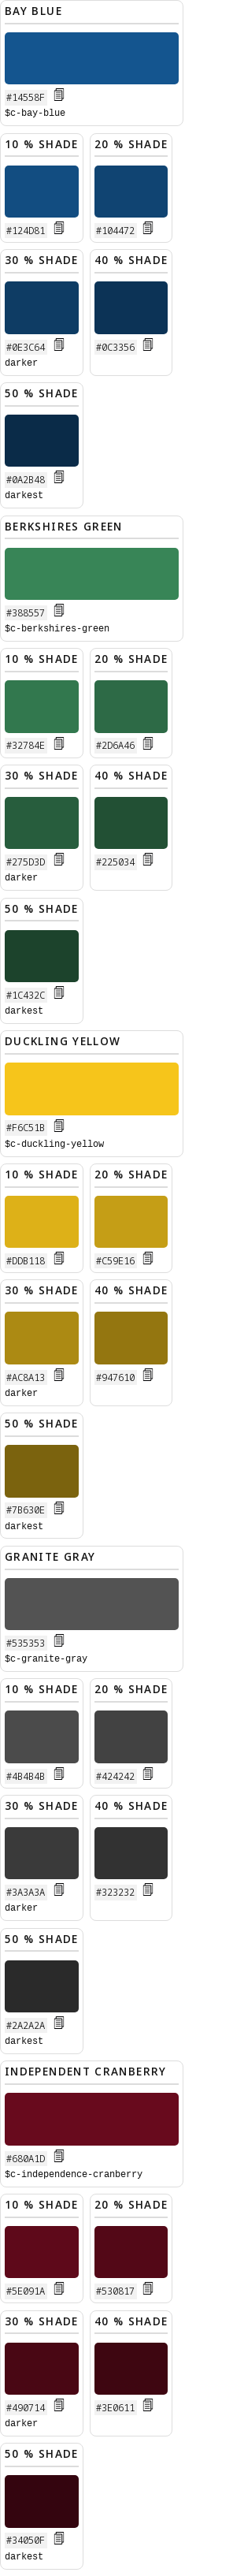 BAY BLUE
#14558F
$c-bay-blue
10 % SHADE
#124D81
20 % SHADE
#104472
30 % SHADE
#0E3C64
darker
40 % SHADE
#0C3356
50 % SHADE
#0A2B48
darkest
BERKSHIRES GREEN
#388557
$c-berkshires-green
10 % SHADE
#32784E
20 % SHADE
#2D6A46
30 % SHADE
#275D3D
darker
40 % SHADE
#225034
50 % SHADE
#1C432C
darkest
DUCKLING YELLOW
#F6C51B
$c-duckling-yellow
10 % SHADE
#DDB118
20 % SHADE
#C59E16
30 % SHADE
#AC8A13
darker
40 % SHADE
#947610
50 % SHADE
#7B630E
darkest
GRANITE GRAY
#535353
$c-granite-gray
10 % SHADE
#4B4B4B
20 % SHADE
#424242
30 % SHADE
#3A3A3A
darker
40 % SHADE
#323232
50 % SHADE
#2A2A2A
darkest
INDEPENDENT CRANBERRY
#680A1D
$c-independence-cranberry
10 % SHADE
#5E091A
20 % SHADE
#530817
30 % SHADE
#490714
darker
40 % SHADE
#3E0611
50 % SHADE
#34050F
darkest